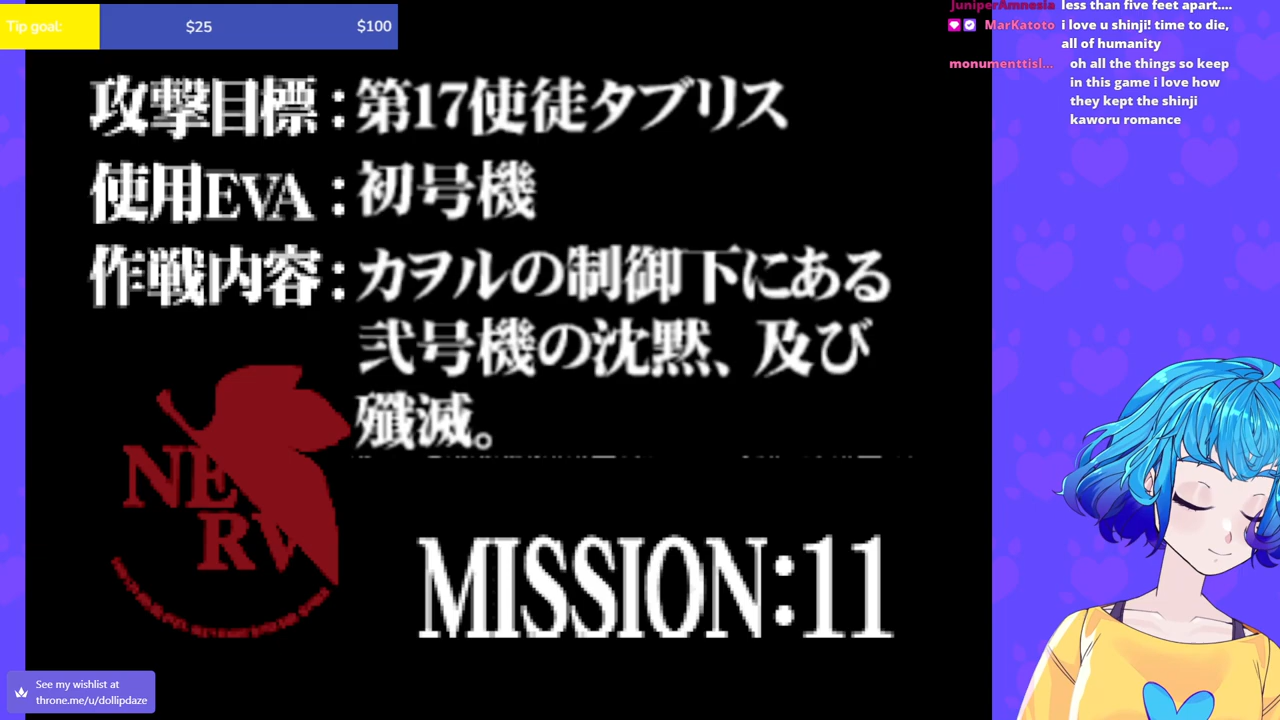 Tip goal:
$25
$100
JuniperAmnesia less than five feet apart....
MarKatoto i love u shinji! time to die,
all of humanity
monumenttisl... oh all the things so keep
in this game i love how
they kept the shinji
kaworu romance
攻撃目標：第17使徒タブリス
使用EVA：初号機
作戦内容：カヲルの制御下にある
弐号機の沈黙、及び
殲滅。
NERV
MISSION:11
See my wishlist at
throne.me/u/dollipdaze